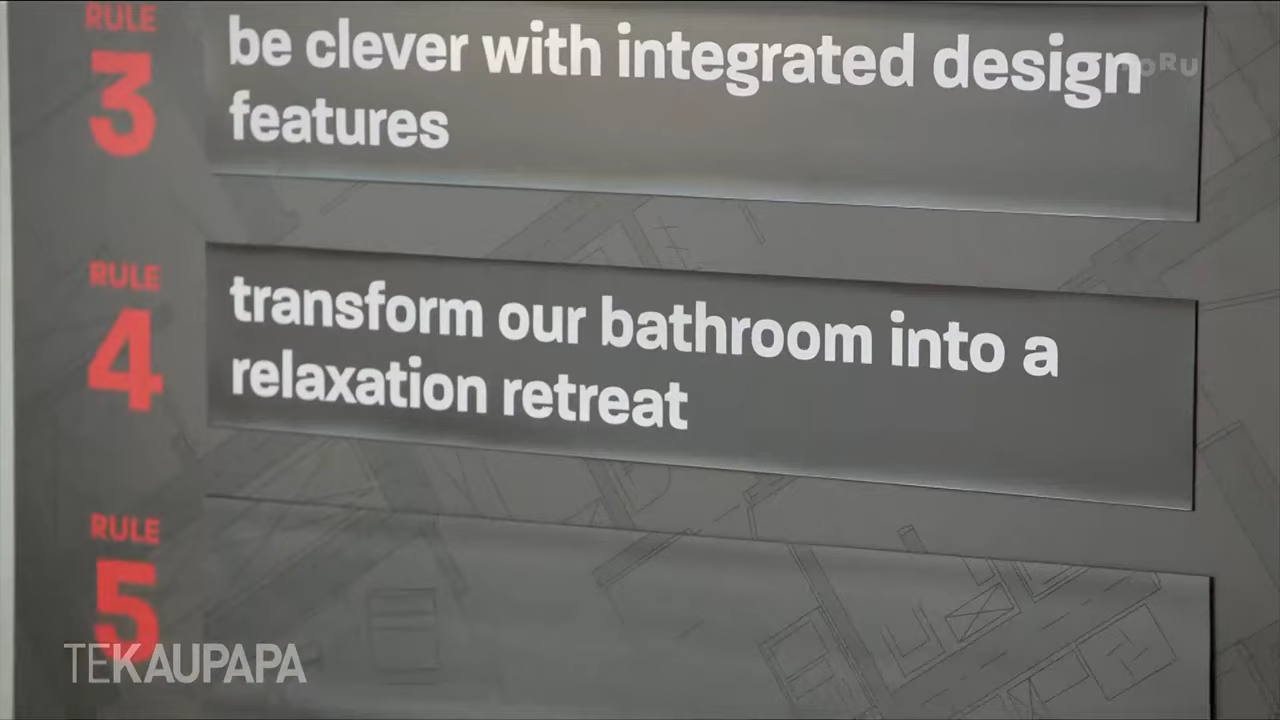 RULE
3
be clever with integrated design
features
RULE
4
transform our bathroom into a
relaxation retreat
RULE
5
TEKAUPAPA